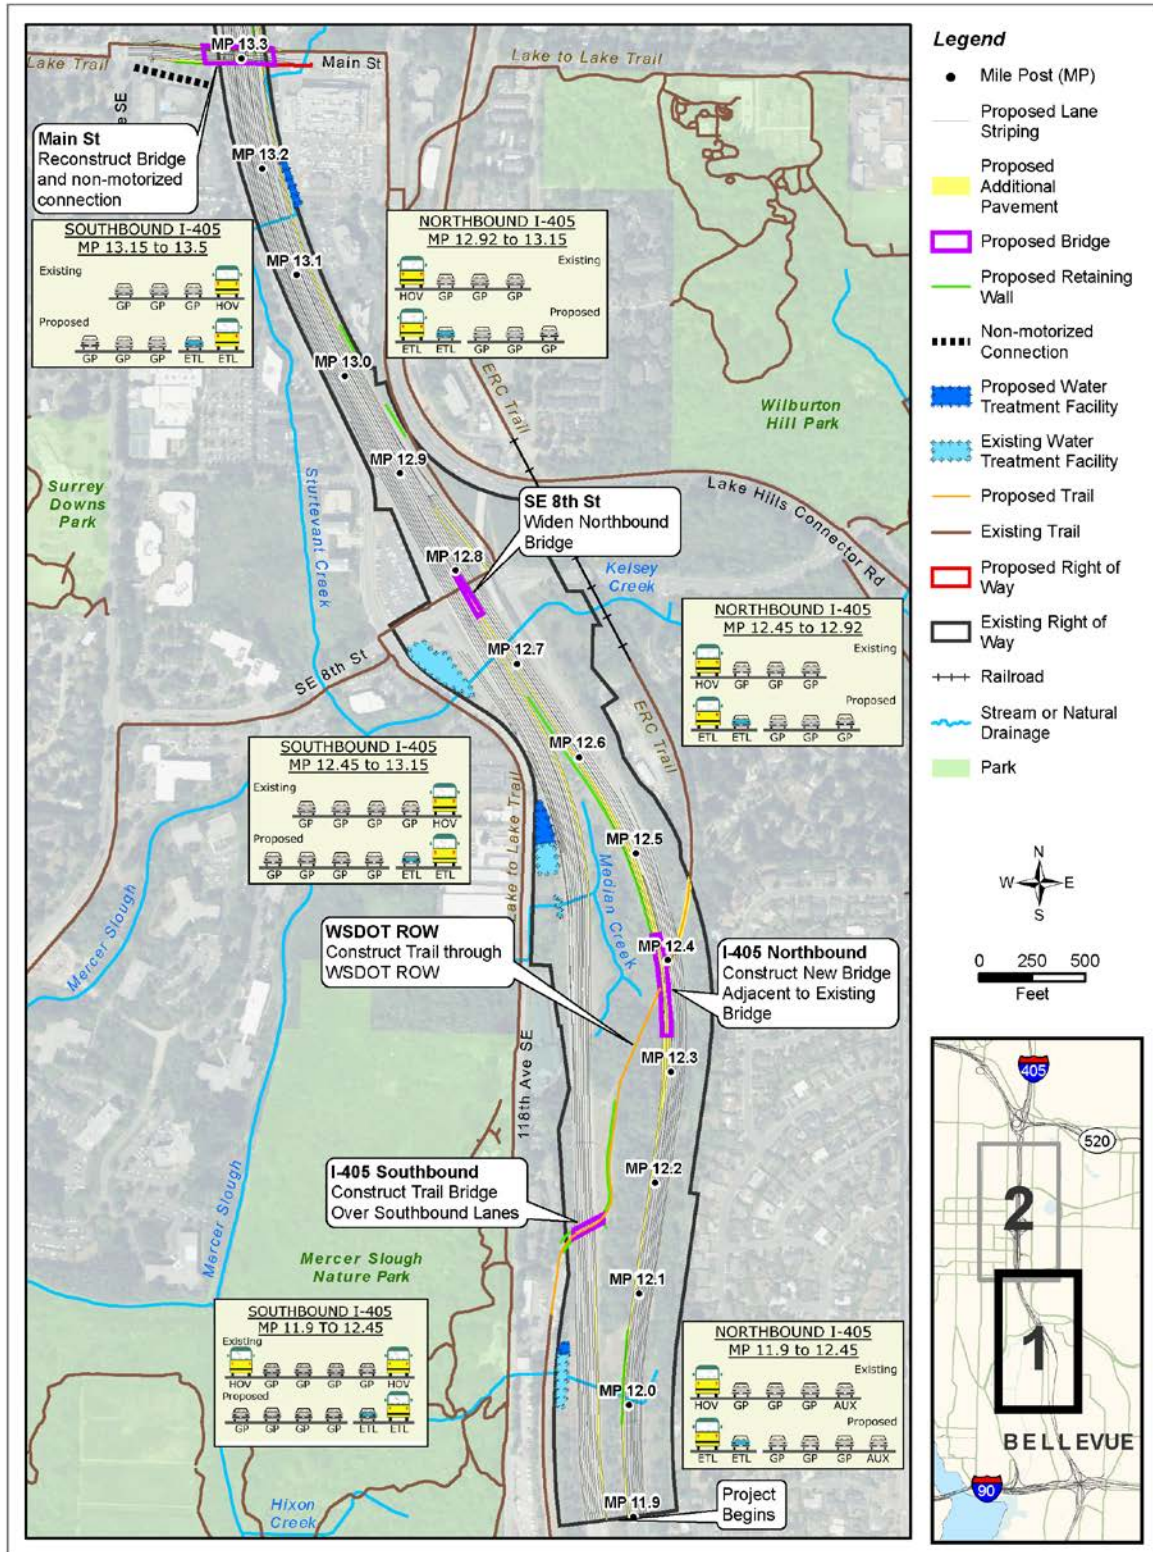 MP 13.3
Lake Trail
Main St
Lake to Lake Trail
e SE
Main St
Reconstruct Bridge
and non-motorized
connection
MP 13.2
SOUTHBOUND I-405
MP 13.15 to 13.5
Existing
GP GP GP HOV
Proposed
GP GP GP ETL ETL
NORTHBOUND I-405
MP 12.92 to 13.15
Existing
HOV GP GP GP
Proposed
ETL ETL GP GP GP
MP 13.1
MP 13.0
ERC Trail
Wilburton
Hill Park
MP 12.9
Surrey
Downs
Park
Sturtevant Creek
Lake Hills Connector Rd
SE 8th St
Widen Northbound
Bridge
MP 12.8
Kelsey
Creek
MP 12.7
SE 8th St
NORTHBOUND I-405
MP 12.45 to 12.92
Existing
HOV GP GP GP
Proposed
ETL ETL GP GP GP
MP 12.6
ERC Trail
SOUTHBOUND I-405
MP 12.45 to 13.15
Existing
GP GP GP GP HOV
Proposed
GP GP GP GP ETL ETL
Lake to Lake Trail
MP 12.5
Median Creek
Mercer Slough
WSDOT ROW
Construct Trail through
WSDOT ROW
MP 12.4
I-405 Northbound
Construct New Bridge
Adjacent to Existing
Bridge
MP 12.3
118th Ave SE
I-405 Southbound
Construct Trail Bridge
Over Southbound Lanes
MP 12.2
Mercer Slough
Mercer Slough
Nature Park
MP 12.1
SOUTHBOUND I-405
MP 11.9 TO 12.45
Existing
HOV GP GP GP GP HOV
Proposed
GP GP GP GP ETL ETL
NORTHBOUND I-405
MP 11.9 to 12.45
Existing
HOV GP GP GP AUX
Proposed
ETL ETL GP GP GP AUX
MP 12.0
Hixon
Creek
MP 11.9
Project
Begins
Legend
Mile Post (MP)
Proposed Lane
Striping
Proposed
Additional
Pavement
Proposed Bridge
Proposed Retaining
Wall
Non-motorized
Connection
Proposed Water
Treatment Facility
Existing Water
Treatment Facility
Proposed Trail
Existing Trail
Proposed Right of
Way
Existing Right of
Way
Railroad
Stream or Natural
Drainage
Park
N
W E
S
0 250 500
Feet
405
520
2
1
BELLEVUE
90